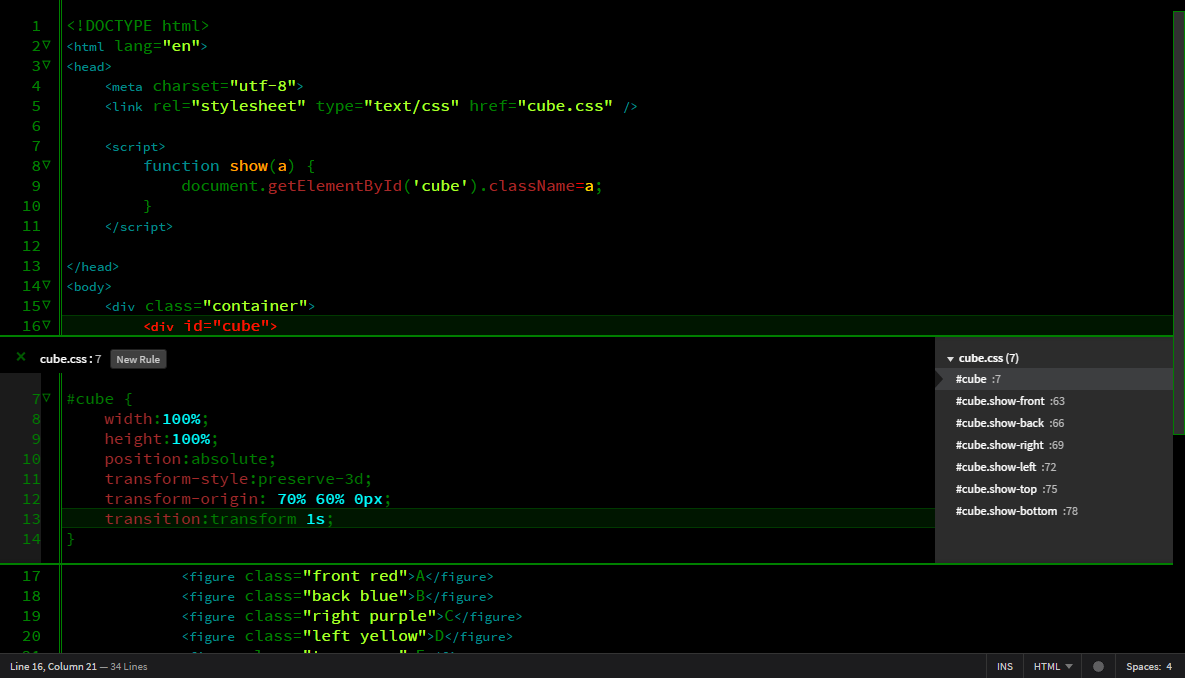 1 <!DOCTYPE html>
2 <html lang="en">
3 <head>
4 <meta charset="utf-8">
5 <link rel="stylesheet" type="text/css" href="cube.css" />
6
7 <script>
8 function show(a) {
9 document.getElementById('cube').className=a;
10 }
11 </script>
12
13 </head>
14 <body>
15 <div class="container">
16 <div id="cube">
× cube.css : 7 New Rule
7 #cube {
8 width:100%;
9 height:100%;
10 position:absolute;
11 transform-style:preserve-3d;
12 transform-origin: 70% 60% 0px;
13 transition:transform 1s;
14 }
cube.css (7)
#cube :7
#cube.show-front :63
#cube.show-back :66
#cube.show-right :69
#cube.show-left :72
#cube.show-top :75
#cube.show-bottom :78
17 <figure class="front red">A</figure>
18 <figure class="back blue">B</figure>
19 <figure class="right purple">C</figure>
20 <figure class="left yellow">D</figure>
Line 16, Column 21 — 34 Lines
INS HTML Spaces: 4